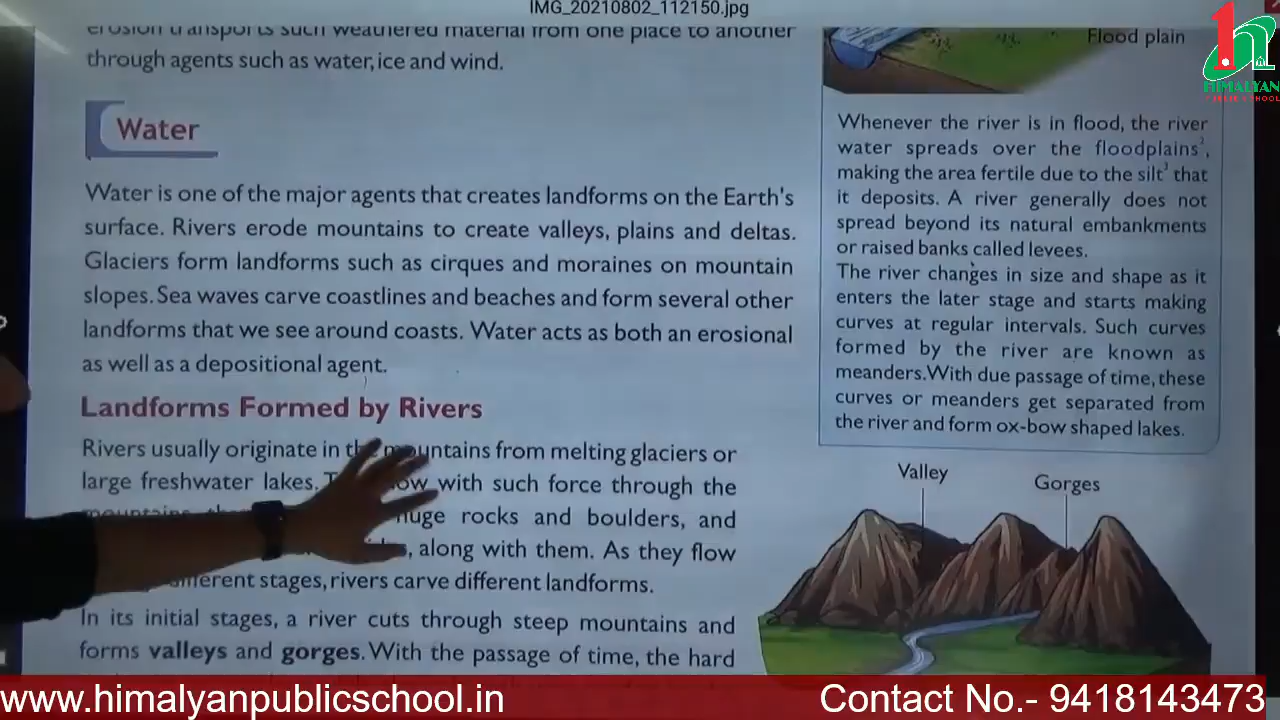 IMG_20210802_112150.jpg
erosion transports such weathered material from one place to another
through agents such as water, ice and wind.
Water
Water is one of the major agents that creates landforms on the Earth's
surface. Rivers erode mountains to create valleys, plains and deltas.
Glaciers form landforms such as cirques and moraines on mountain
slopes. Sea waves carve coastlines and beaches and form several other
landforms that we see around coasts. Water acts as both an erosional
as well as a depositional agent.
Landforms Formed by Rivers
Rivers usually originate in the mountains from melting glaciers or
large freshwater lakes. flow with such force through the
mountains, huge rocks and boulders, and
, along with them. As they flow
different stages, rivers carve different landforms.
In its initial stages, a river cuts through steep mountains and
forms valleys and gorges. With the passage of time, the hard
Flood plain
Whenever the river is in flood, the river
water spreads over the floodplains²,
making the area fertile due to the silt³ that
it deposits. A river generally does not
spread beyond its natural embankments
or raised banks called levees.
The river changes in size and shape as it
enters the later stage and starts making
curves at regular intervals. Such curves
formed by the river are known as
meanders. With due passage of time, these
curves or meanders get separated from
the river and form ox-bow shaped lakes.
Valley
Gorges
HIMALYAN
PUBLIC SCHOOL
www.himalyanpublicschool.in
Contact No.- 9418143473